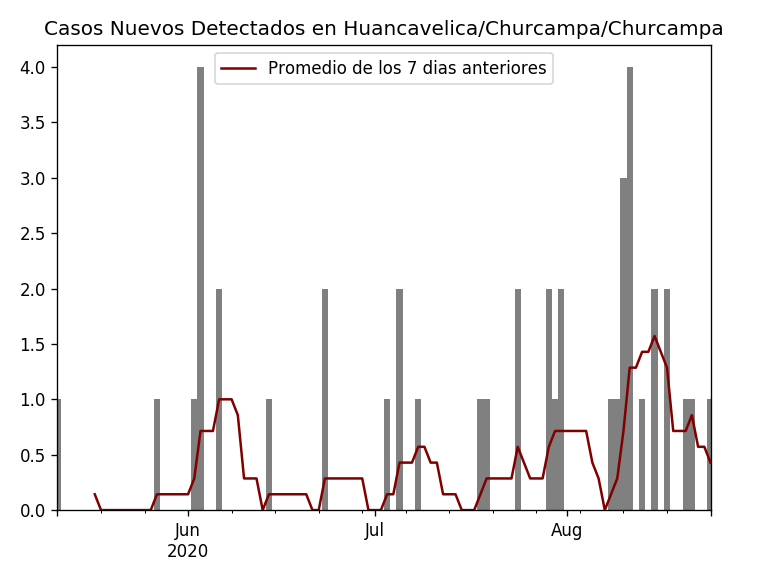 Casos Nuevos Detectados en Huancavelica/Churcampa/Churcampa
Promedio de los 7 dias anteriores
4.0
3.5
3.0
2.5
2.0
1.5
1.0
0.5
0.0
Jun
2020
Jul
Aug